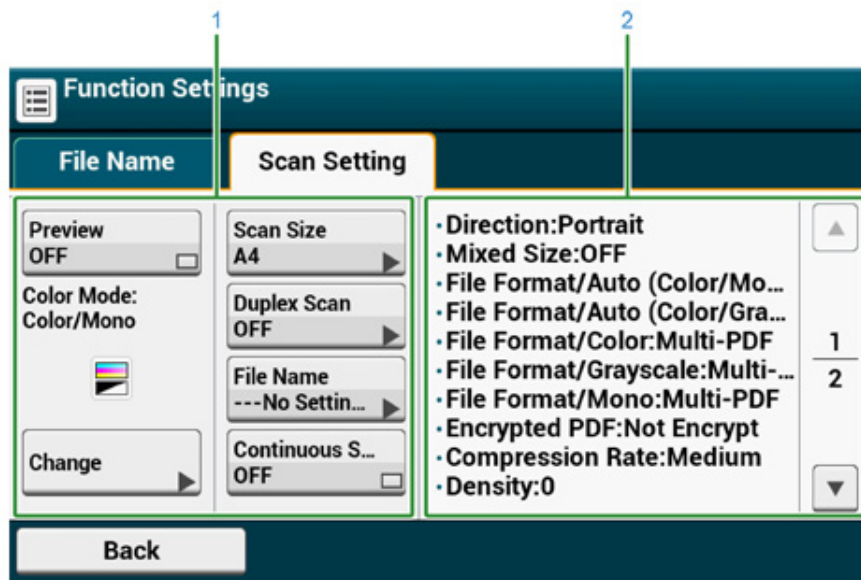 1 2
Function Settings
File Name Scan Setting
Preview
OFF
Color Mode:
Color/Mono
Change
Scan Size
A4
Duplex Scan
OFF
File Name
---No Settin...
Continuous S...
OFF
·Direction:Portrait
·Mixed Size:OFF
·File Format/Auto (Color/Mo...
·File Format/Auto (Color/Gra...
·File Format/Color:Multi-PDF
·File Format/Grayscale:Multi-...
·File Format/Mono:Multi-PDF
·Encrypted PDF:Not Encrypt
·Compression Rate:Medium
·Density:0
1
2
Back